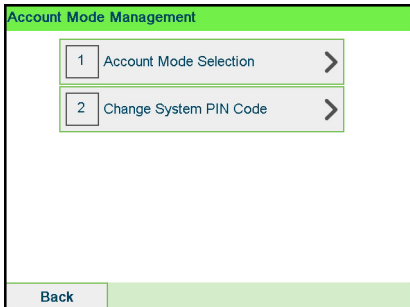 Account Mode Management
1 Account Mode Selection
2 Change System PIN Code
Back